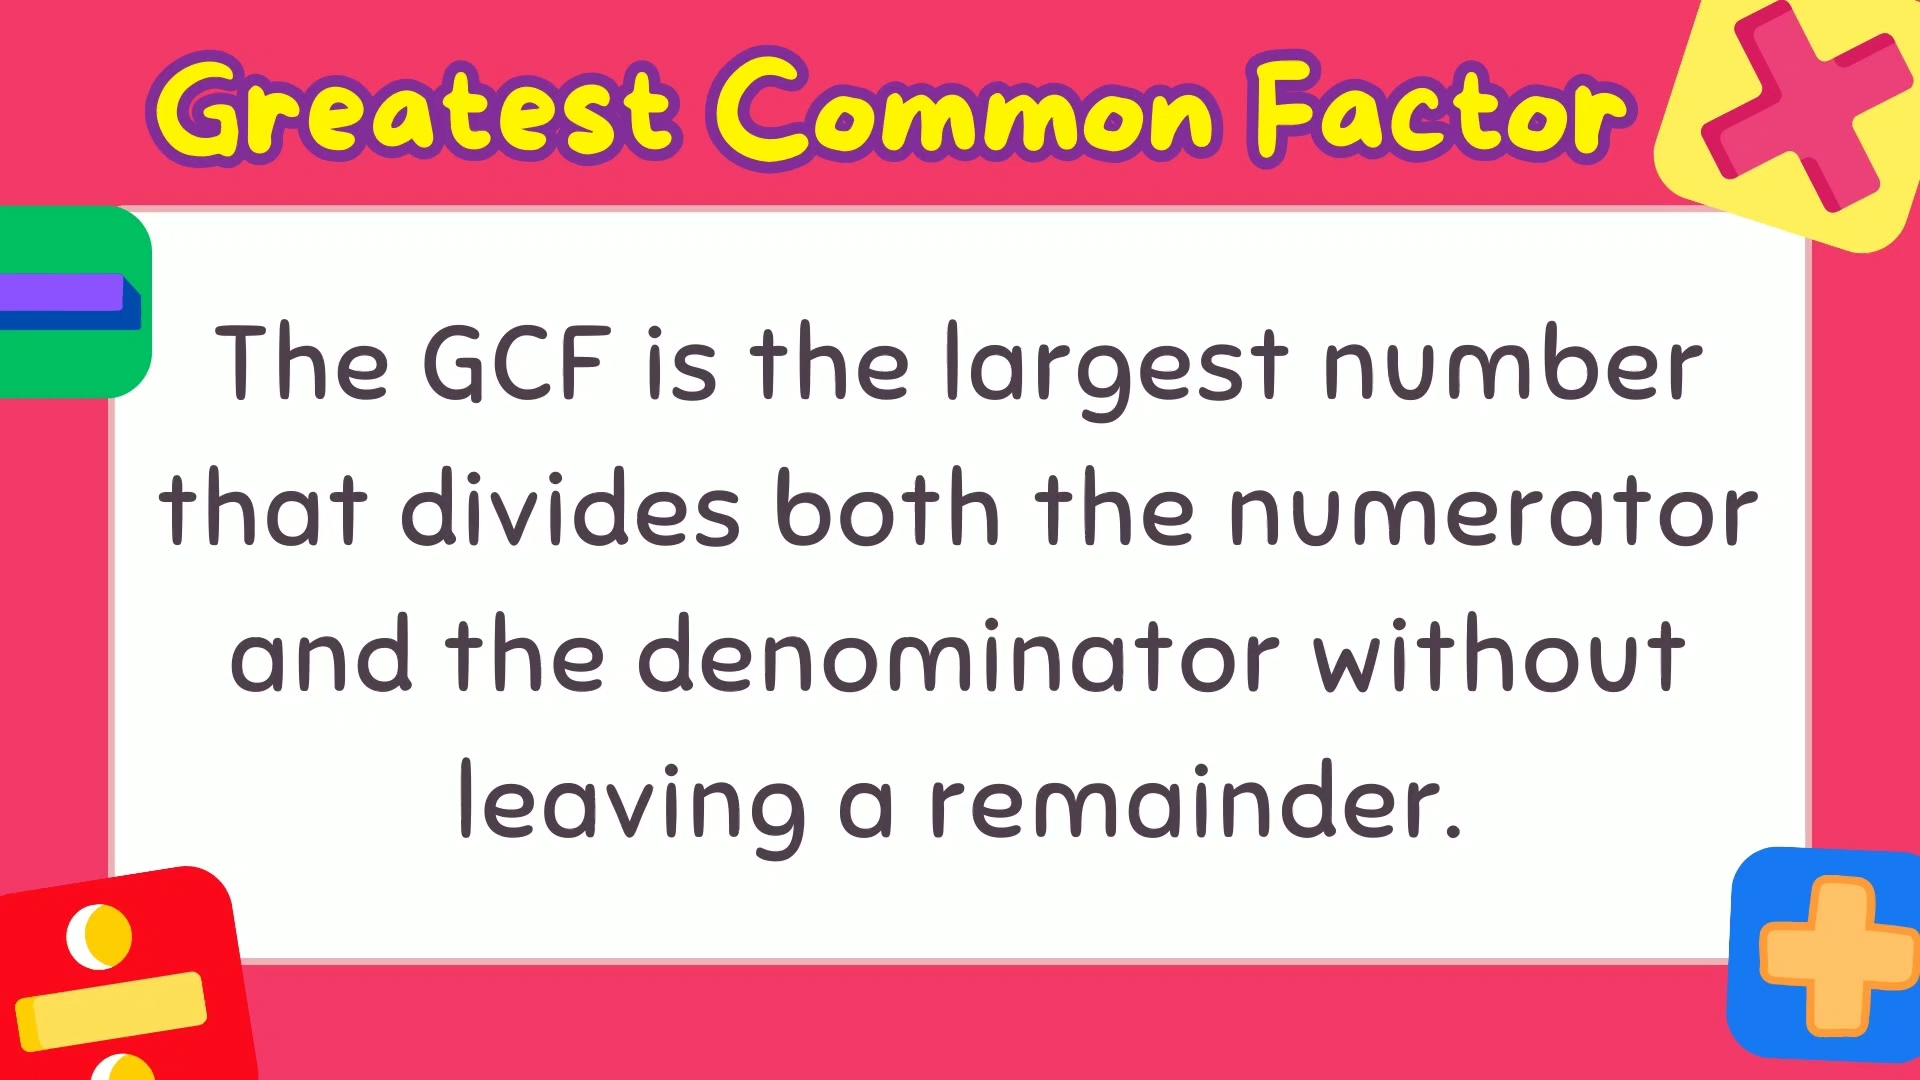 Greatest Common Factor
The GCF is the largest number
that divides both the numerator
and the denominator without
leaving a remainder.